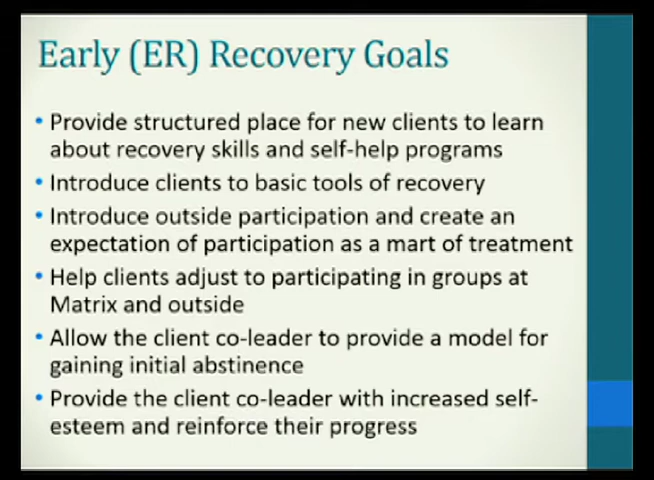 Early (ER) Recovery Goals
• Provide structured place for new clients to learn
about recovery skills and self-help programs
• Introduce clients to basic tools of recovery
• Introduce outside participation and create an
expectation of participation as a mart of treatment
• Help clients adjust to participating in groups at
Matrix and outside
• Allow the client co-leader to provide a model for
gaining initial abstinence
• Provide the client co-leader with increased self-
esteem and reinforce their progress